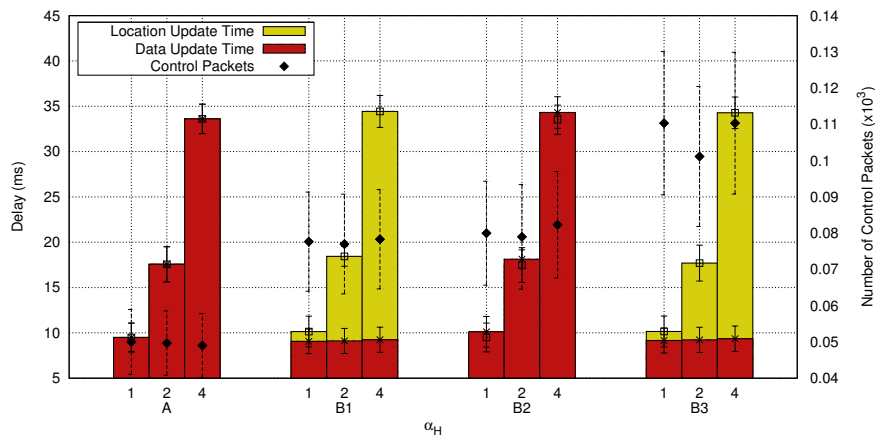 Location Update Time
Data Update Time
Control Packets
Delay (ms)
45
40
35
30
25
20
15
10
5
0.14
0.13
0.12
0.11
0.1
0.09
0.08
0.07
0.06
0.05
0.04
Number of Control Packets (x10³)
1 2 4 1 2 4 1 2 4 1 2 4
A B1 B2 B3
α_H